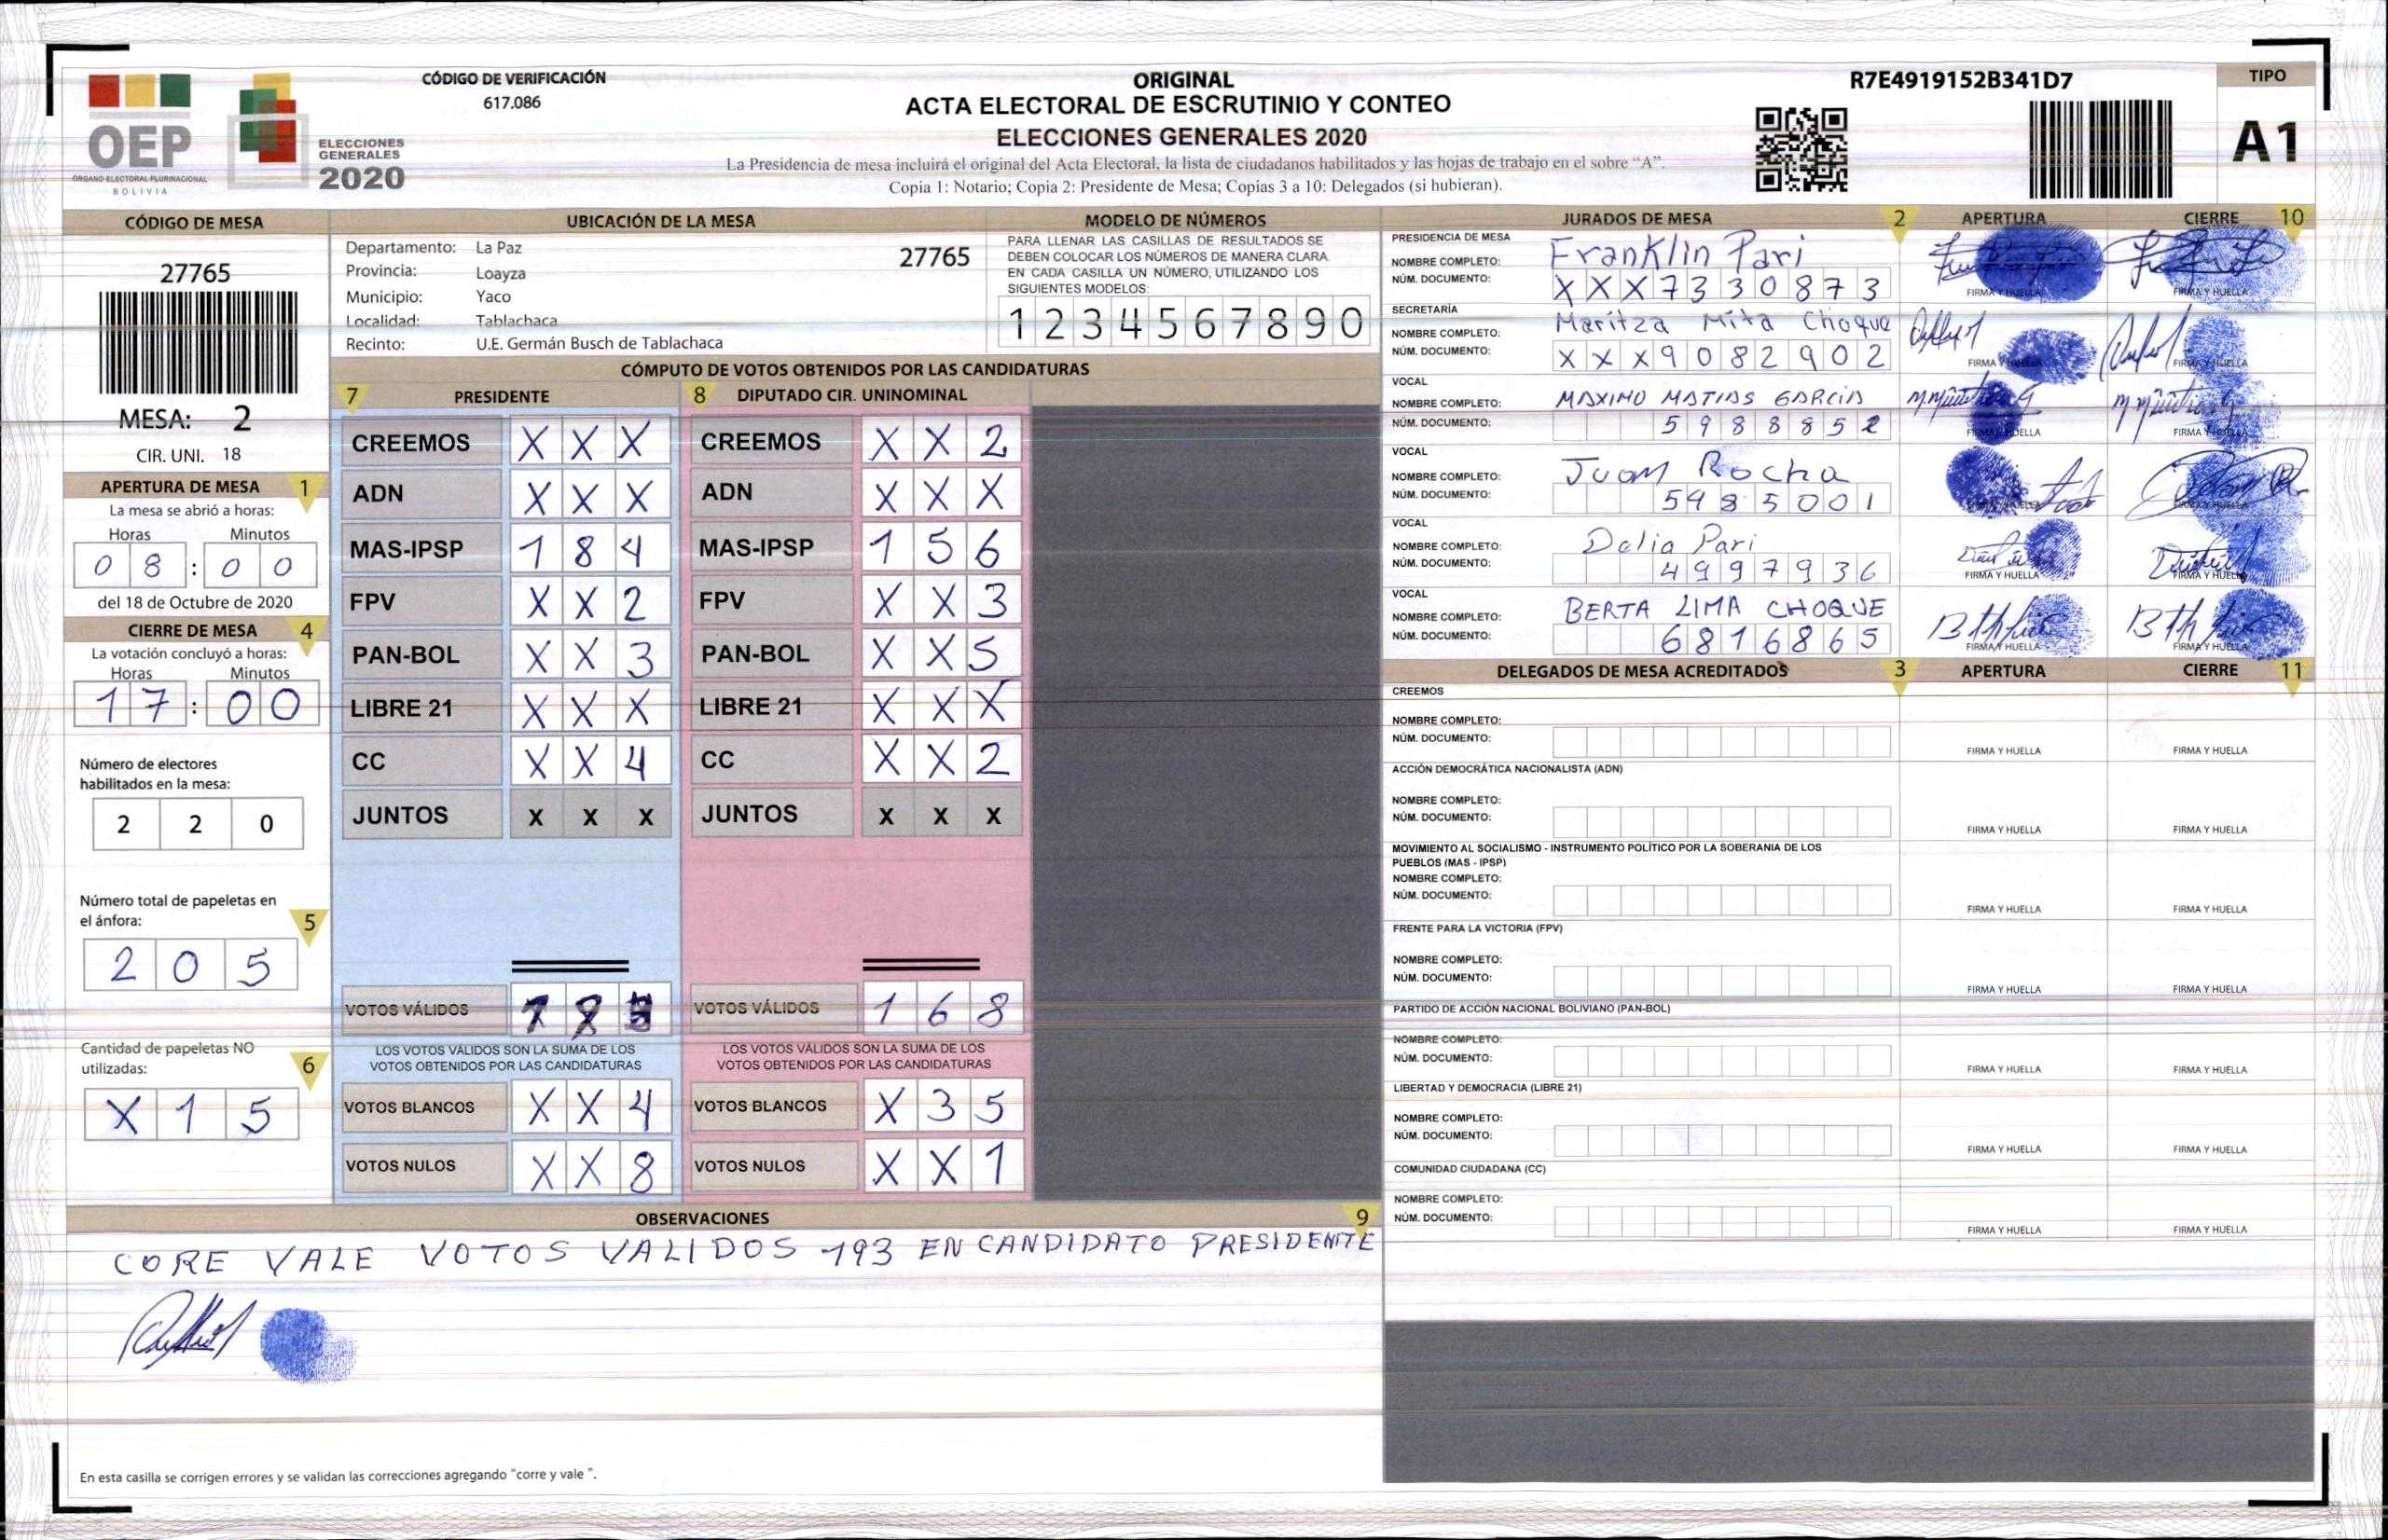 CÓDIGO DE VERIFICACIÓN
617.086
OEP
ÓRGANO ELECTORAL PLURINACIONAL
BOLIVIA
ELECCIONES
GENERALES
2020
ORIGINAL
ACTA ELECTORAL DE ESCRUTINIO Y CONTEO
ELECCIONES GENERALES 2020
La Presidencia de mesa incluirá el original del Acta Electoral, la lista de ciudadanos habilitados y las hojas de trabajo en el sobre “A”.
Copia 1: Notario; Copia 2: Presidente de Mesa; Copias 3 a 10: Delegados (si hubieran).
R7E4919152B341D7
TIPO
A1
CÓDIGO DE MESA
27765
MESA: 2
CIR. UNI. 18
APERTURA DE MESA 1
La mesa se abrió a horas:
Horas Minutos
0 8 : 0 0
del 18 de Octubre de 2020
CIERRE DE MESA 4
La votación concluyó a horas:
Horas Minutos
1 7 : 0 0
Número de electores
habilitados en la mesa:
2 2 0
Número total de papeletas en
el ánfora: 5
2 0 5
Cantidad de papeletas NO
utilizadas: 6
X 1 5
UBICACIÓN DE LA MESA
Departamento: La Paz 27765
Provincia: Loayza
Municipio: Yaco
Localidad: Tablachaca
Recinto: U.E. Germán Busch de Tablachaca
MODELO DE NÚMEROS
PARA LLENAR LAS CASILLAS DE RESULTADOS SE
DEBEN COLOCAR LOS NÚMEROS DE MANERA CLARA
EN CADA CASILLA UN NÚMERO, UTILIZANDO LOS
SIGUIENTES MODELOS:
1 2 3 4 5 6 7 8 9 0
CÓMPUTO DE VOTOS OBTENIDOS POR LAS CANDIDATURAS
7 PRESIDENTE 8 DIPUTADO CIR. UNINOMINAL
CREEMOS X X X CREEMOS X X 2
ADN X X X ADN X X X
MAS-IPSP 1 8 4 MAS-IPSP 1 5 6
FPV X X 2 FPV X X 3
PAN-BOL X X 3 PAN-BOL X X 5
LIBRE 21 X X X LIBRE 21 X X X
CC X X 4 CC X X 2
JUNTOS X X X JUNTOS X X X
VOTOS VÁLIDOS VOTOS VÁLIDOS 1 6 8
LOS VOTOS VÁLIDOS SON LA SUMA DE LOS LOS VOTOS VÁLIDOS SON LA SUMA DE LOS
VOTOS OBTENIDOS POR LAS CANDIDATURAS VOTOS OBTENIDOS POR LAS CANDIDATURAS
VOTOS BLANCOS X X 4 VOTOS BLANCOS X 3 5
VOTOS NULOS X X 8 VOTOS NULOS X X 1
OBSERVACIONES 9
CORE VALE VOTOS VALIDOS 193 EN CANDIDATO PRESIDENTE
En esta casilla se corrigen errores y se validan las correcciones agregando “corre y vale ”.
JURADOS DE MESA 2 APERTURA CIERRE 10
PRESIDENCIA DE MESA
NOMBRE COMPLETO: Franklin Pari
NÚM. DOCUMENTO: X X X 7 3 3 0 8 7 3 FIRMA Y HUELLA FIRMA Y HUELLA
SECRETARÍA
NOMBRE COMPLETO: Maritza Mita Choque
NÚM. DOCUMENTO: X X X 9 0 8 2 9 0 2 FIRMA Y HUELLA FIRMA Y HUELLA
VOCAL
NOMBRE COMPLETO: MAXIMO MATIAS GARCIA
NÚM. DOCUMENTO: 5 9 8 8 8 5 2 FIRMA Y HUELLA FIRMA Y HUELLA
VOCAL
NOMBRE COMPLETO: Juan Rocha
NÚM. DOCUMENTO: 5 9 8 5 0 0 1
VOCAL
NOMBRE COMPLETO: Delia Pari
NÚM. DOCUMENTO: 4 9 9 7 9 3 6 FIRMA Y HUELLA FIRMA Y HUELLA
VOCAL
NOMBRE COMPLETO: BERTA LIMA CHOQUE
NÚM. DOCUMENTO: 6 8 1 6 8 6 5 FIRMA Y HUELLA FIRMA Y HUELLA
DELEGADOS DE MESA ACREDITADOS 3 APERTURA CIERRE 11
CREEMOS
NOMBRE COMPLETO:
NÚM. DOCUMENTO: FIRMA Y HUELLA FIRMA Y HUELLA
ACCIÓN DEMOCRÁTICA NACIONALISTA (ADN)
NOMBRE COMPLETO:
NÚM. DOCUMENTO: FIRMA Y HUELLA FIRMA Y HUELLA
MOVIMIENTO AL SOCIALISMO - INSTRUMENTO POLÍTICO POR LA SOBERANIA DE LOS
PUEBLOS (MAS - IPSP)
NOMBRE COMPLETO:
NÚM. DOCUMENTO: FIRMA Y HUELLA FIRMA Y HUELLA
FRENTE PARA LA VICTORIA (FPV)
NOMBRE COMPLETO:
NÚM. DOCUMENTO: FIRMA Y HUELLA FIRMA Y HUELLA
PARTIDO DE ACCIÓN NACIONAL BOLIVIANO (PAN-BOL)
NOMBRE COMPLETO:
NÚM. DOCUMENTO: FIRMA Y HUELLA FIRMA Y HUELLA
LIBERTAD Y DEMOCRACIA (LIBRE 21)
NOMBRE COMPLETO:
NÚM. DOCUMENTO: FIRMA Y HUELLA FIRMA Y HUELLA
COMUNIDAD CIUDADANA (CC)
NOMBRE COMPLETO:
NÚM. DOCUMENTO: FIRMA Y HUELLA FIRMA Y HUELLA